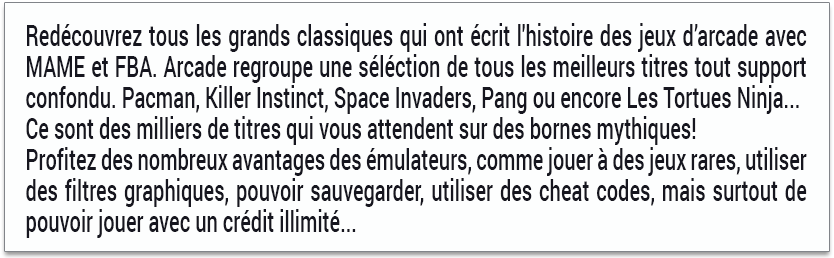 Redécouvrez tous les grands classiques qui ont écrit l'histoire des jeux d'arcade avec
MAME et FBA. Arcade regroupe une séléction de tous les meilleurs titres tout support
confondu. Pacman, Killer Instinct, Space Invaders, Pang ou encore Les Tortues Ninja...
Ce sont des milliers de titres qui vous attendent sur des bornes mythiques!
Profitez des nombreux avantages des émulateurs, comme jouer à des jeux rares, utiliser
des filtres graphiques, pouvoir sauvegarder, utiliser des cheat codes, mais surtout de
pouvoir jouer avec un crédit illimité...